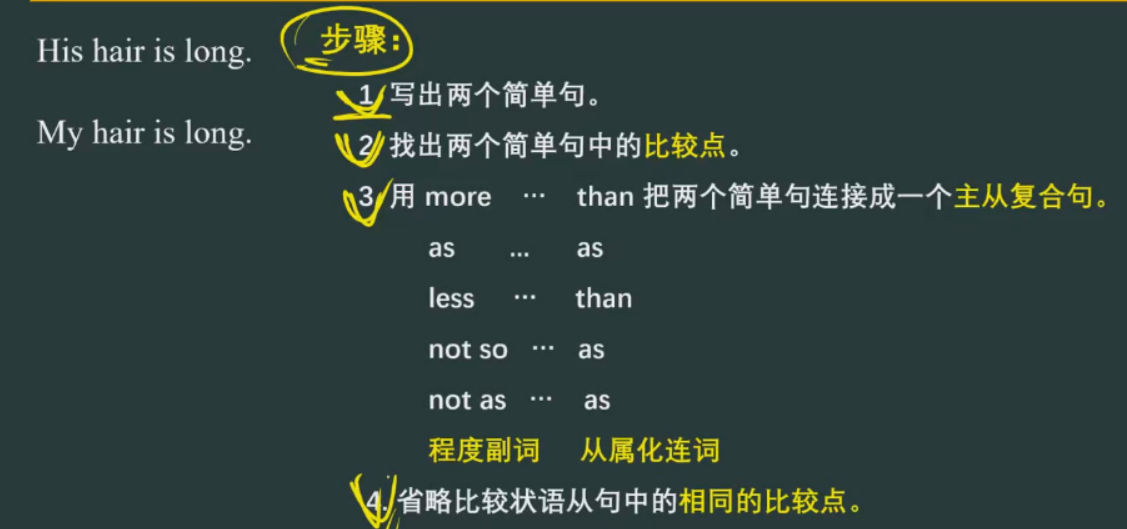 His hair is long.
My hair is long.
步骤：
1 写出两个简单句。
2 找出两个简单句中的比较点。
3 用 more … than 把两个简单句连接成一个主从复合句。
as ... as
less … than
not so … as
not as … as
程度副词 从属化连词
4. 省略比较状语从句中的相同的比较点。